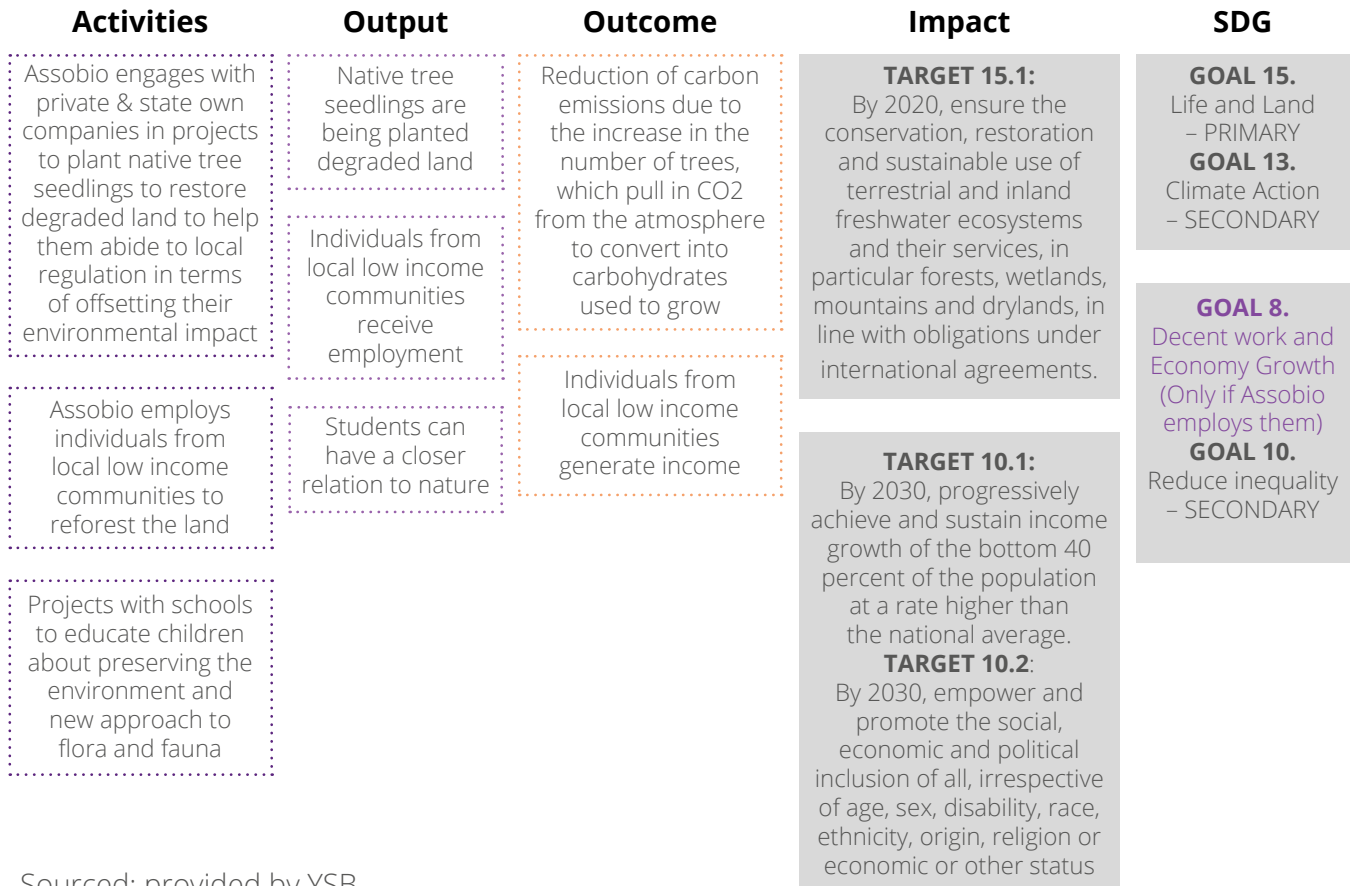 Activities
Assobio engages with
private & state own
companies in projects
to plant native tree
seedlings to restore
degraded land to help
them abide to local
regulation in terms
of offsetting their
environmental impact
Assobio employs
individuals from
local low income
communities to
reforest the land
Projects with schools
to educate children
about preserving the
environment and
new approach to
flora and fauna
Output
Native tree
seedlings are
being planted
degraded land
Individuals from
local low income
communities
receive
employment
Students can
have a closer
relation to nature
Outcome
Reduction of carbon
emissions due to
the increase in the
number of trees,
which pull in CO2
from the atmosphere
to convert into
carbohydrates
used to grow
Individuals from
local low income
communities
generate income
Impact
TARGET 15.1:
By 2020, ensure the
conservation, restoration
and sustainable use of
terrestrial and inland
freshwater ecosystems
and their services, in
particular forests, wetlands,
mountains and drylands, in
line with obligations under
international agreements.
TARGET 10.1:
By 2030, progressively
achieve and sustain income
growth of the bottom 40
percent of the population
at a rate higher than
the national average.
TARGET 10.2:
By 2030, empower and
promote the social,
economic and political
inclusion of all, irrespective
of age, sex, disability, race,
ethnicity, origin, religion or
economic or other status
SDG
GOAL 15.
Life and Land
– PRIMARY
GOAL 13.
Climate Action
– SECONDARY
GOAL 8.
Decent work and
Economy Growth
(Only if Assobio
employs them)
GOAL 10.
Reduce inequality
– SECONDARY
Sourced: provided by YSB